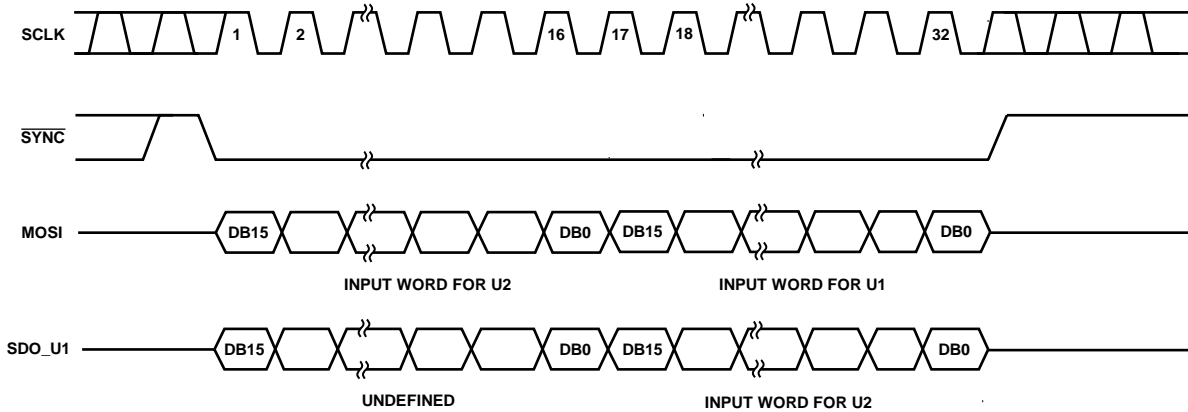 SCLK 1 2 16 17 18 32
SYNC
MOSI DB15 DB0 DB15 DB0
INPUT WORD FOR U2 INPUT WORD FOR U1
SDO_U1 DB15 DB0 DB15 DB0
UNDEFINED INPUT WORD FOR U2